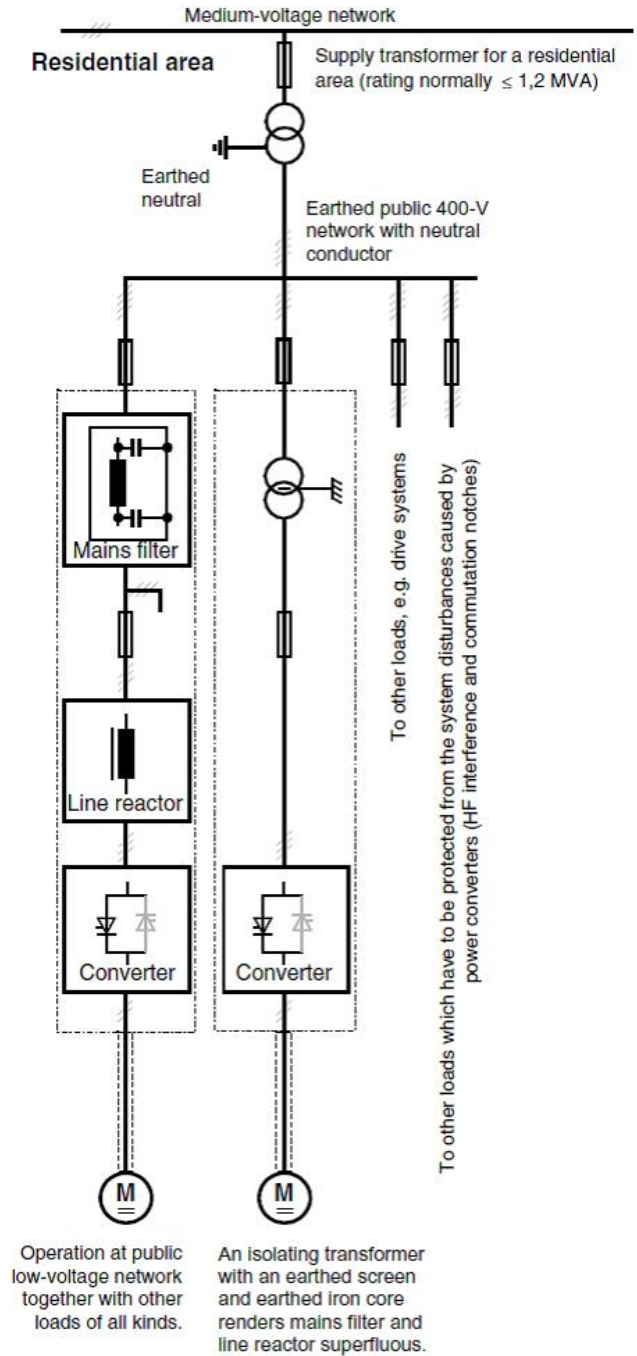 Medium-voltage network
Residential area
Supply transformer for a residential
area (rating normally ≤ 1,2 MVA)
Earthed
neutral
Earthed public 400-V
network with neutral
conductor
Mains filter
Line reactor
Converter
Converter
To other loads, e.g. drive systems
To other loads which have to be protected from the system disturbances caused by
power converters (HF interference and commutation notches)
M
M
Operation at public
low-voltage network
together with other
loads of all kinds.
An isolating transformer
with an earthed screen
and earthed iron core
renders mains filter and
line reactor superfluous.